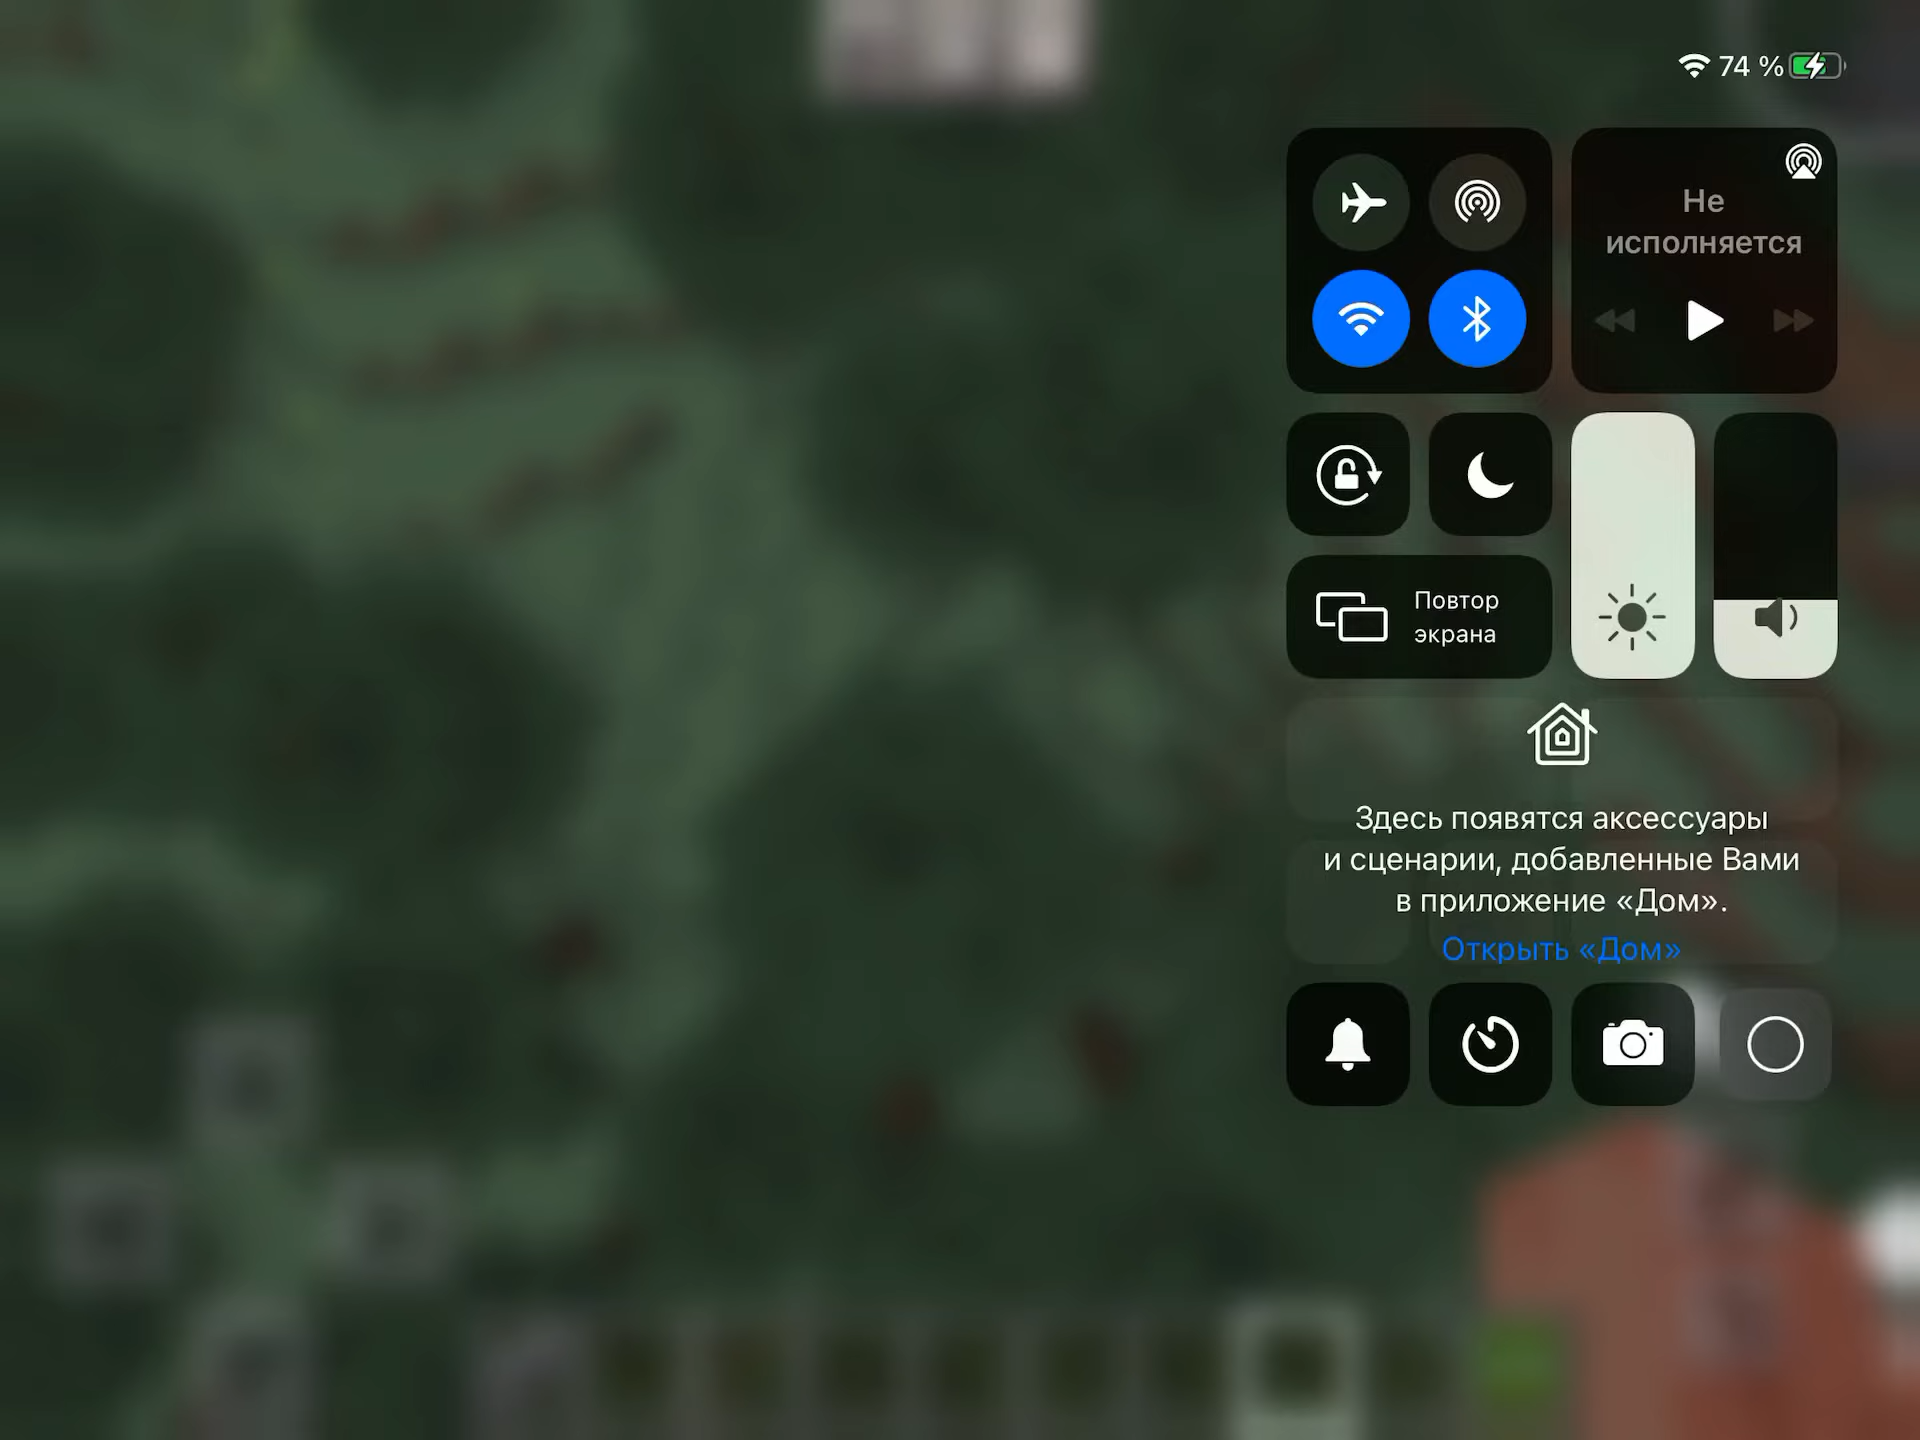 74 %
Не
исполняется
Повтор
экрана
Здесь появятся аксессуары
и сценарии, добавленные Вами
в приложение «Дом».
Открыть «Дом»